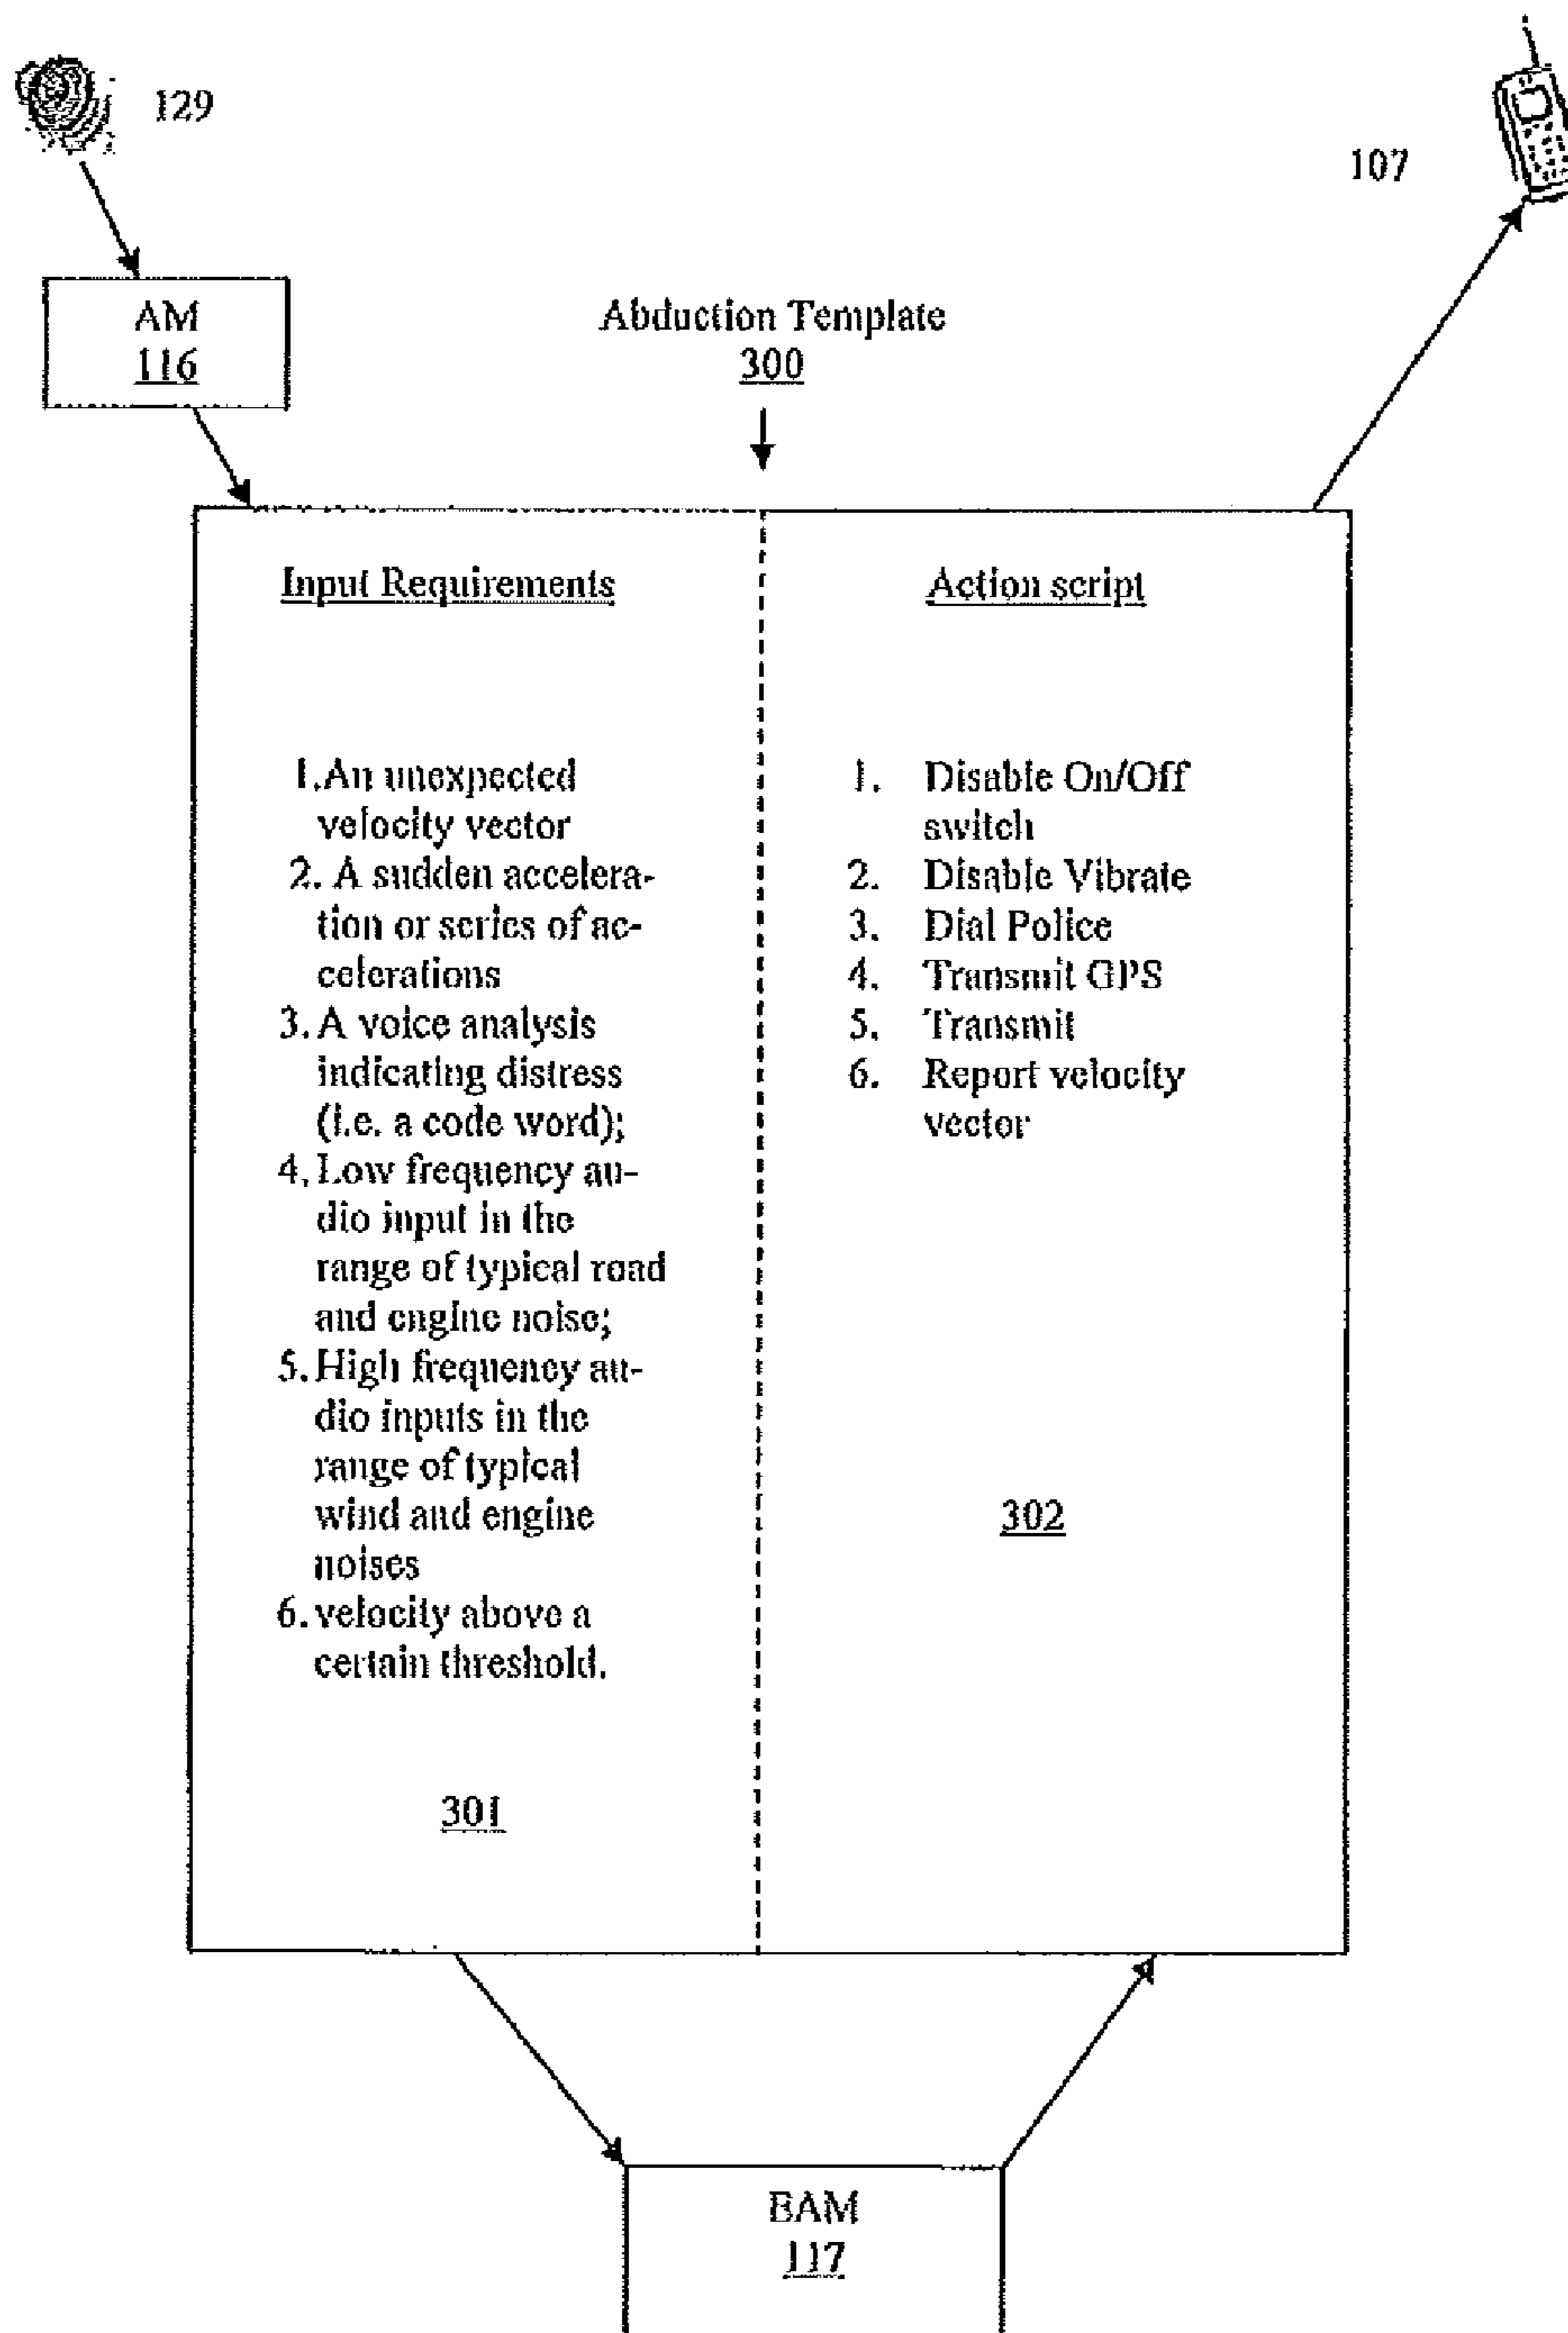 129
107
AM
116
Abduction Template
300
Input Requirements
1. An unexpected
velocity vector
2. A sudden accelera-
tion or series of ac-
celerations
3. A voice analysis
indicating distress
(i.e. a code word);
4. Low frequency au-
dio input in the
range of typical road
and engine noise;
5. High frequency au-
dio inputs in the
range of typical
wind and engine
noises
6. velocity above a
certain threshold.
301
Action script
1. Disable On/Off
switch
2. Disable Vibrate
3. Dial Police
4. Transmit GPS
5. Transmit
6. Report velocity
vector
302
BAM
117